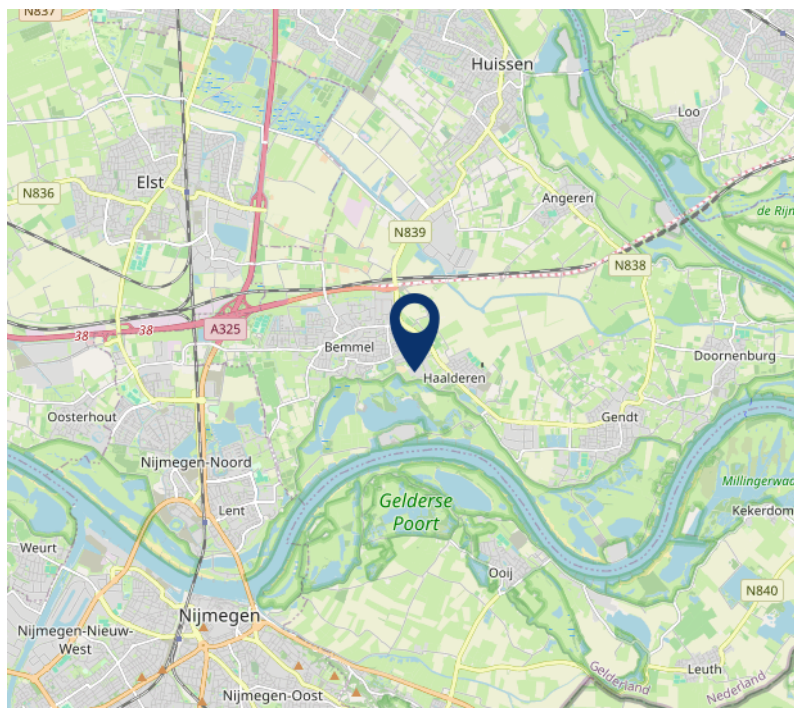 N837
Huissen
Loo
Elst
N836
Angeren
de Rijn
N839
N838
38
38
A325
Bemmel
Doornenburg
Haalderen
Oosterhout
Gendt
Nijmegen-Noord
Millingerwaa
Gelderse
Poort
Lent
Kekerdom
Weurt
Ooij
N840
Nijmegen
Nijmegen-Nieuw-
West
Gelderland
Nederland
Leuth
Nijmegen-Oost